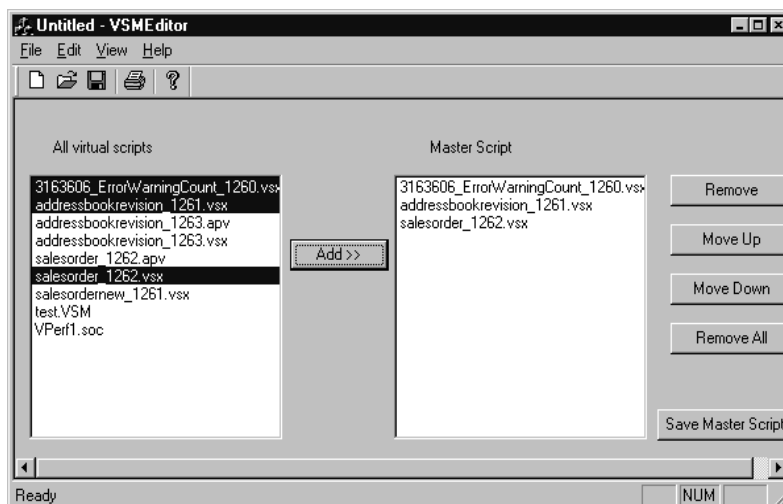 Untitled - VSMEditor
File Edit View Help
All virtual scripts
3163606_ErrorWarningCount_1260.vsx
addressbookrevision_1261.vsx
addressbookrevision_1263.apv
addressbookrevision_1263.vsx
salesorder_1262.apv
salesorder_1262.vsx
salesordernew_1261.vsx
test.VSM
VPerf1.soc
Add >>
Master Script
3163606_ErrorWarningCount_1260.vsx
addressbookrevision_1261.vsx
salesorder_1262.vsx
Remove
Move Up
Move Down
Remove All
Save Master Script
Ready
NUM